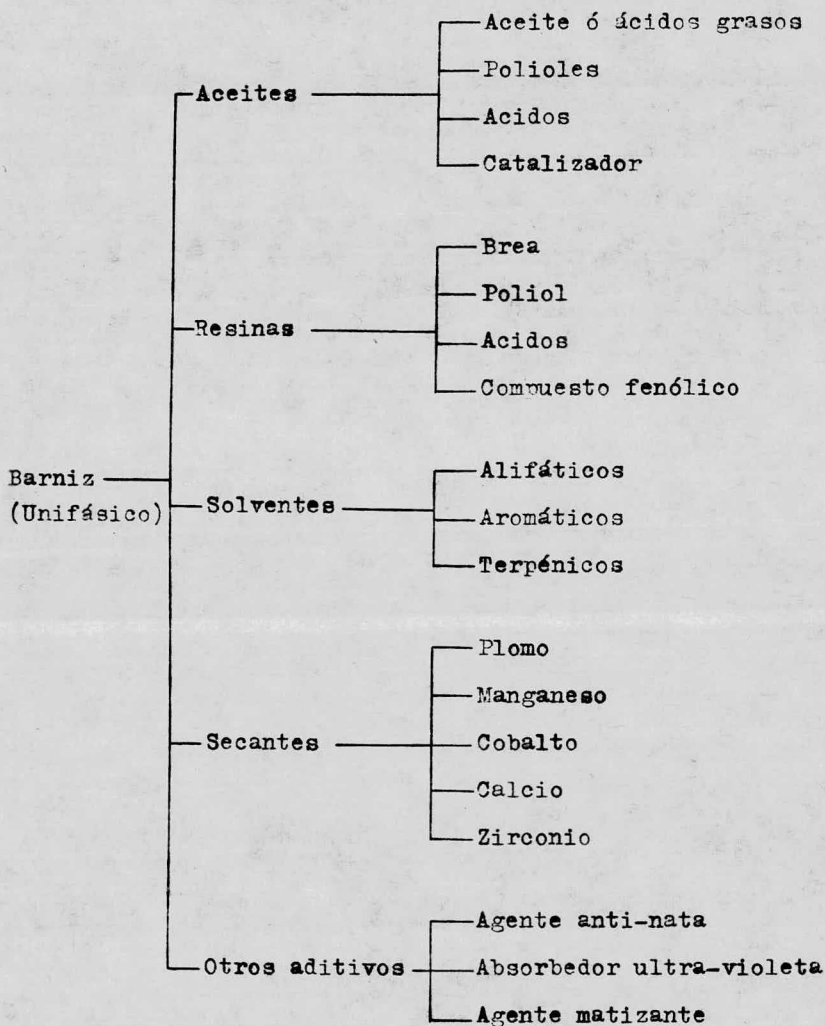 Aceite ó ácidos grasos
Polioles
Aceites
Acidos
Catalizador
Brea
Poliol
Resinas
Acidos
Compuesto fenólico
Barniz
(Unifásico)
Alifáticos
Solventes
Aromáticos
Terpénicos
Plomo
Manganeso
Secantes
Cobalto
Calcio
Zirconio
Agente anti-nata
Otros aditivos
Absorbedor ultra-violeta
Agente matizante